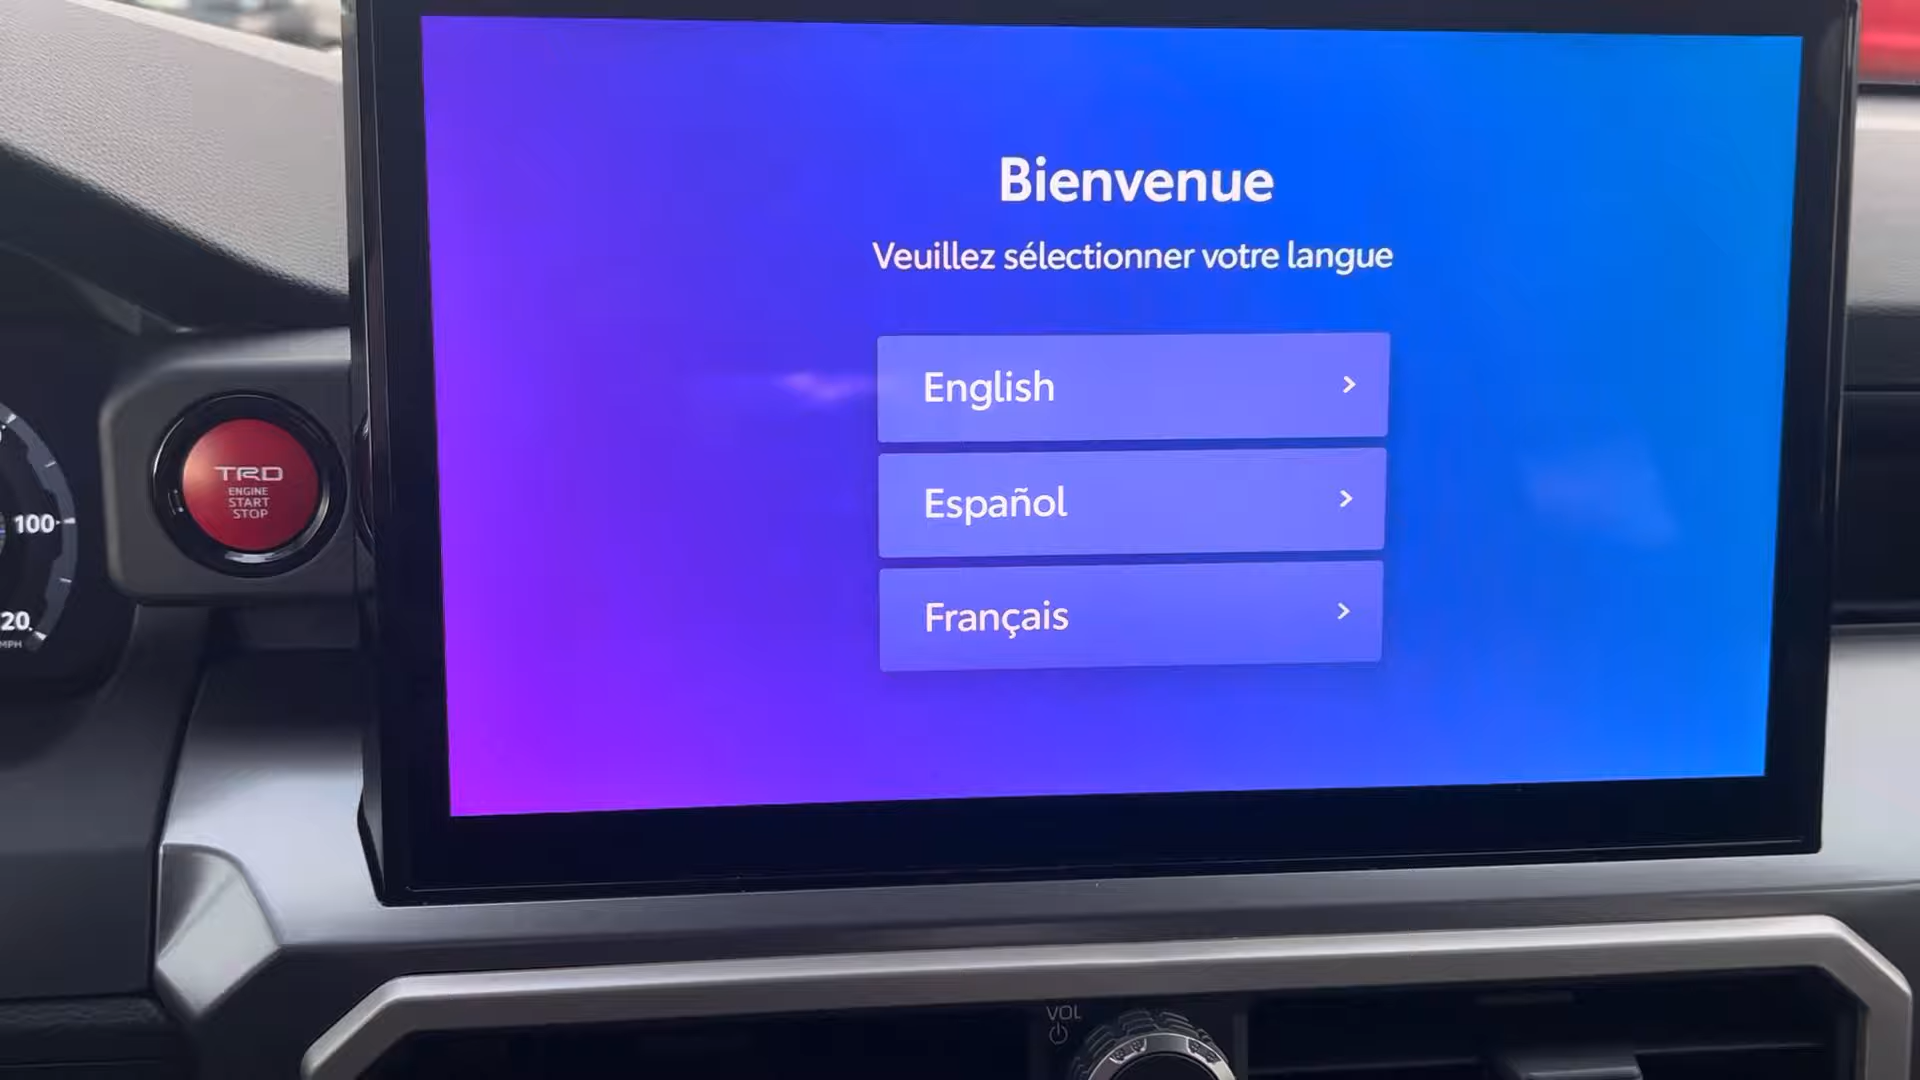 Bienvenue
Veuillez sélectionner votre langue
English
Español
Français
TRD
ENGINE
START
STOP
100
20
MPH
VOL